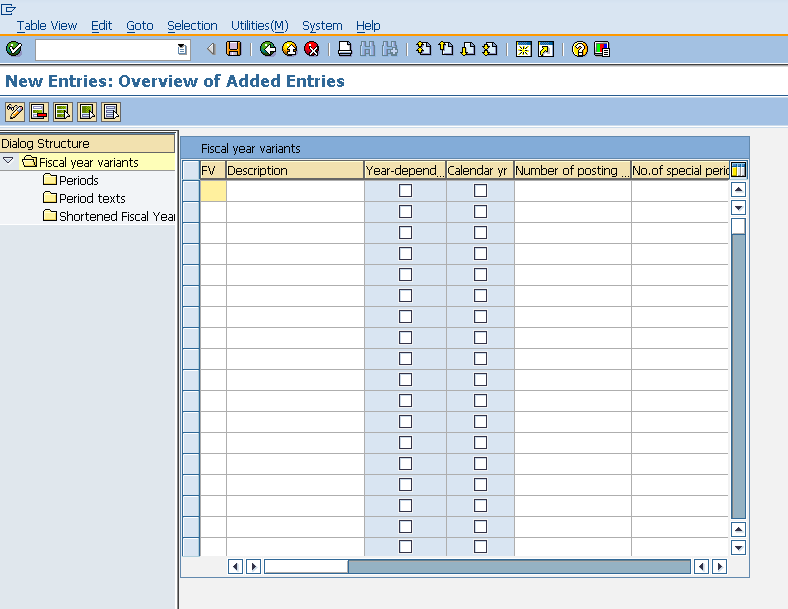 Table View Edit Goto Selection Utilities(M) System Help
New Entries: Overview of Added Entries
Dialog Structure
Fiscal year variants
Periods
Period texts
Shortened Fiscal Yea
Fiscal year variants
FV Description Year-depend... Calendar yr Number of posting ... No.of special peri